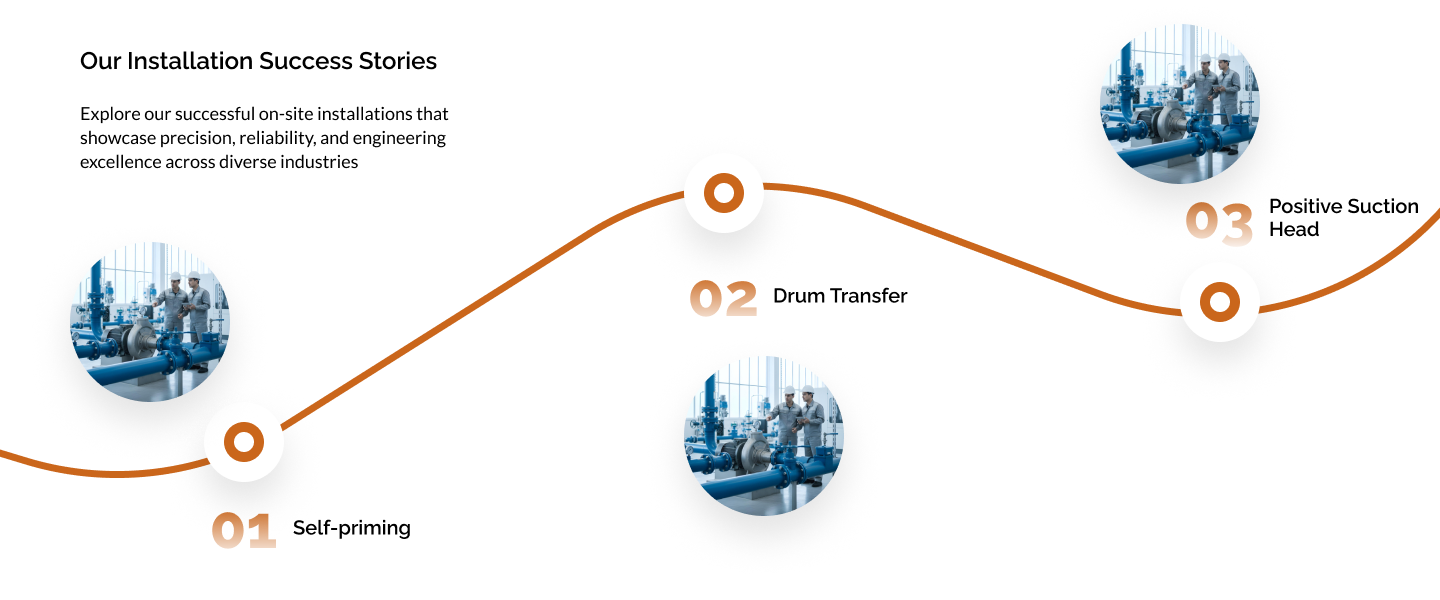 Our Installation Success Stories
Explore our successful on-site installations that
showcase precision, reliability, and engineering
excellence across diverse industries
01 Self-priming
02 Drum Transfer
03 Positive Suction
Head